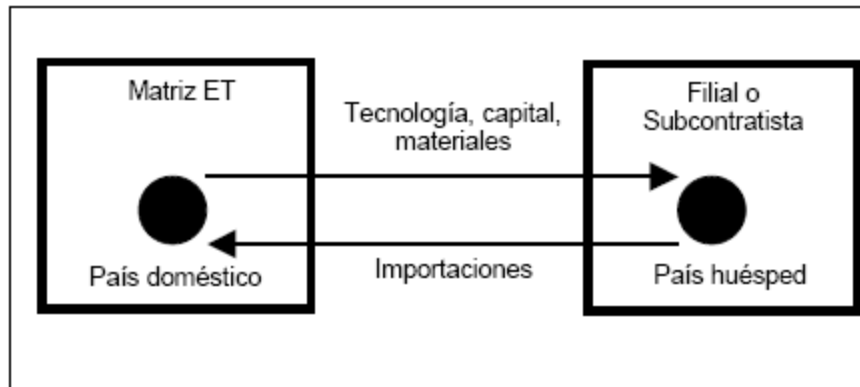 Matriz ET
Filial o
Subcontratista
Tecnología, capital,
materiales
Importaciones
País doméstico
País huésped